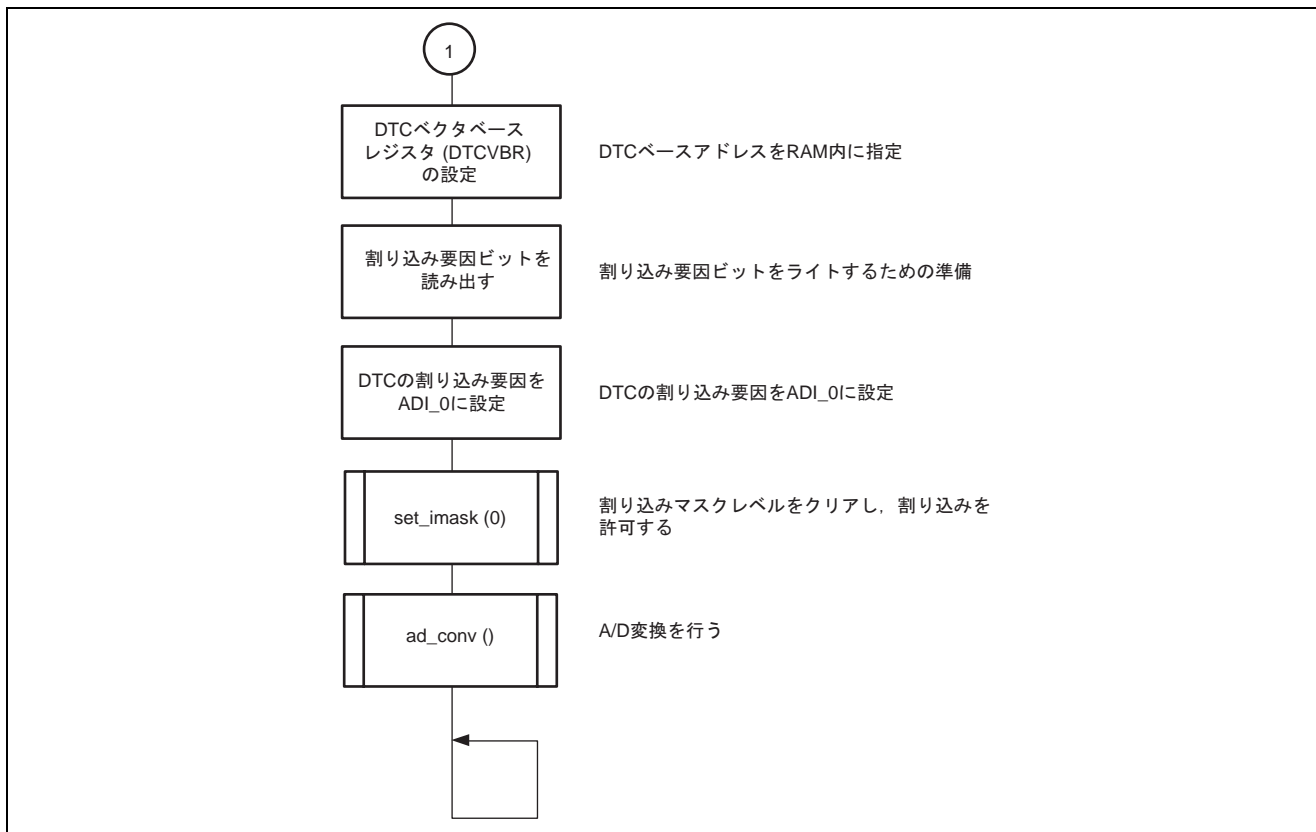 1
DTCベクタベース
レジスタ (DTCVBR)
の設定
DTCベースアドレスをRAM内に指定
割り込み要因ビットを
読み出す
割り込み要因ビットをライトするための準備
DTCの割り込み要因を
ADI_0に設定
DTCの割り込み要因をADI_0に設定
set_imask (0)
割り込みマスクレベルをクリアし，割り込みを
許可する
ad_conv ()
A/D変換を行う